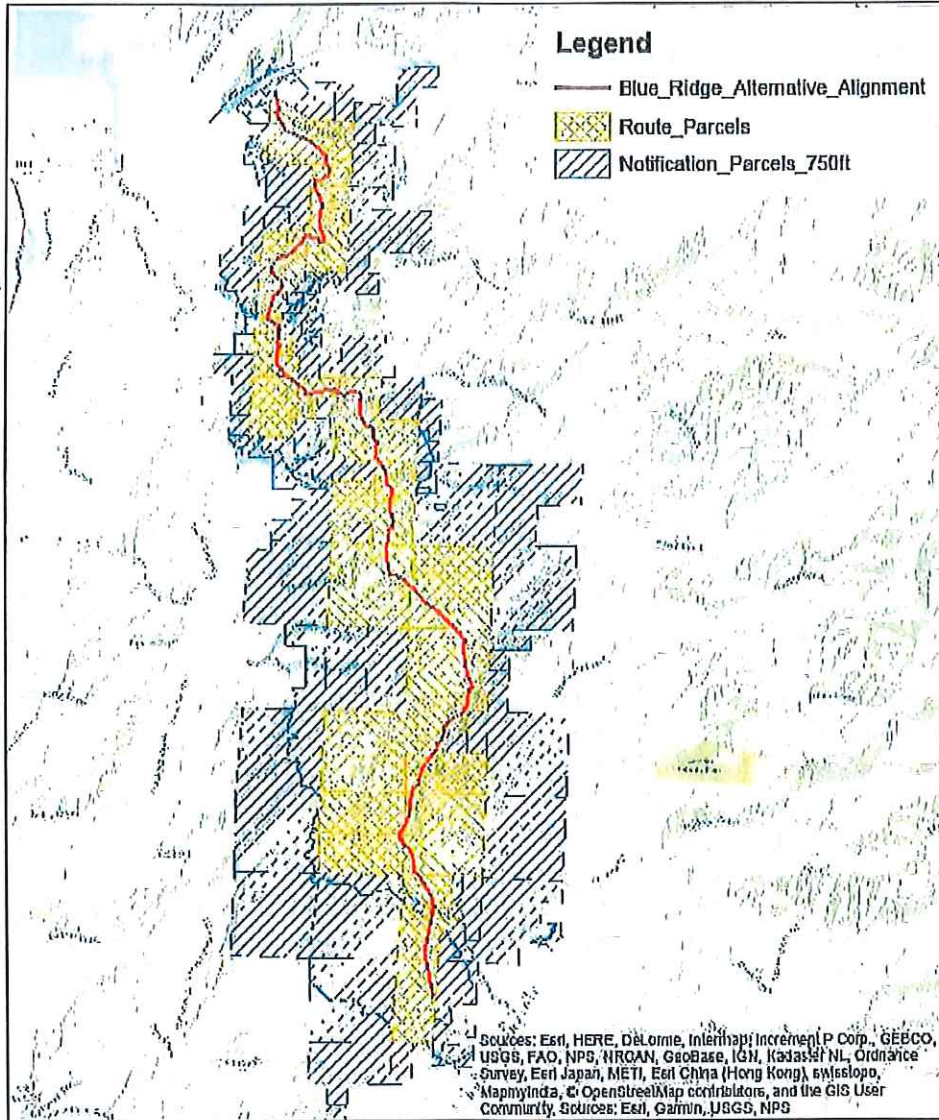 Legend
Blue_Ridge_Alternative_Alignment
Route_Parcels
Notification_Parcels_750ft
Sources: Esri, HERE, DeLorme, Intermap, increment P Corp., GEBCO,
USGS, FAO, NPS, NRCAN, GeoBase, IGN, Kadaster NL, Ordnance
Survey, Esri Japan, METI, Esri China (Hong Kong), swisstopo,
MapmyIndia, © OpenStreetMap contributors, and the GIS User
Community, Sources: Esri, Garmin, USGS, NPS